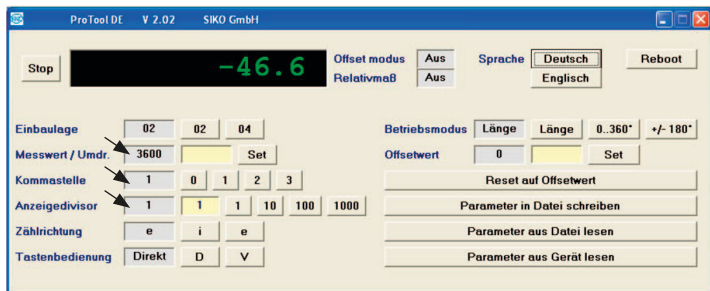 ProTool DE V 2.02 SIKO GmbH
Stop -46.6 Offset modus Aus Sprache Deutsch Reboot
Relativmaß Aus Englisch
Einbaulage 02 02 04 Betriebsmodus Länge Länge 0..360° +/- 180°
Messwert / Umdr. 3600 Set Offsetwert 0 Set
Kommastelle 1 0 1 2 3 Reset auf Offsetwert
Anzeigedivisor 1 1 1 10 100 1000 Parameter in Datei schreiben
Zählrichtung e i e Parameter aus Datei lesen
Tastenbedienung Direkt D V Parameter aus Gerät lesen